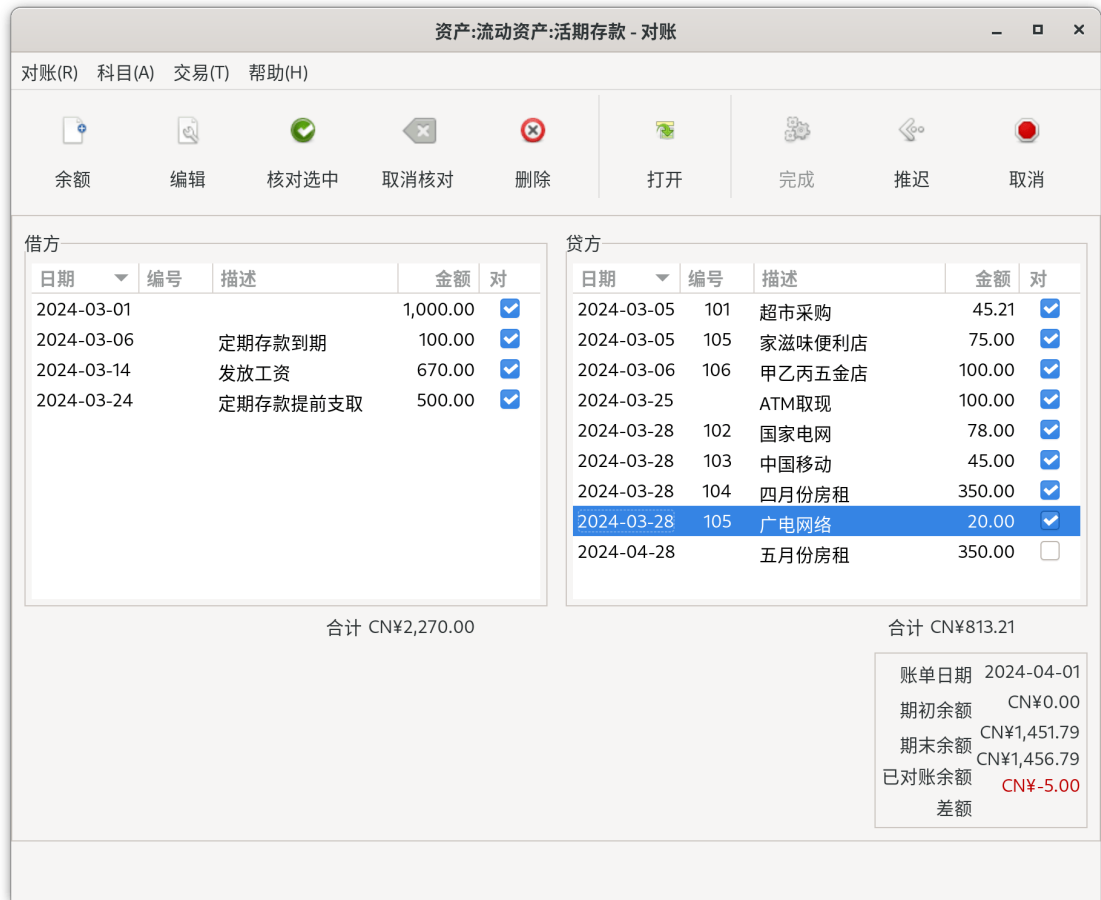 资产:流动资产:活期存款 - 对账
对账(R) 科目(A) 交易(T) 帮助(H)
余额 编辑 核对选中 取消核对 删除 打开 完成 推迟 取消
借方
日期 编号 描述 金额 对
2024-03-01 1,000.00
2024-03-06 定期存款到期 100.00
2024-03-14 发放工资 670.00
2024-03-24 定期存款提前支取 500.00
合计 CN¥2,270.00
贷方
日期 编号 描述 金额 对
2024-03-05 101 超市采购 45.21
2024-03-05 105 家滋味便利店 75.00
2024-03-06 106 甲乙丙五金店 100.00
2024-03-25 ATM取现 100.00
2024-03-28 102 国家电网 78.00
2024-03-28 103 中国移动 45.00
2024-03-28 104 四月份房租 350.00
2024-03-28 105 广电网络 20.00
2024-04-28 五月份房租 350.00
合计 CN¥813.21
账单日期 2024-04-01
期初余额 CN¥0.00
期末余额 CN¥1,451.79
已对账余额 CN¥1,456.79
差额 CN¥-5.00